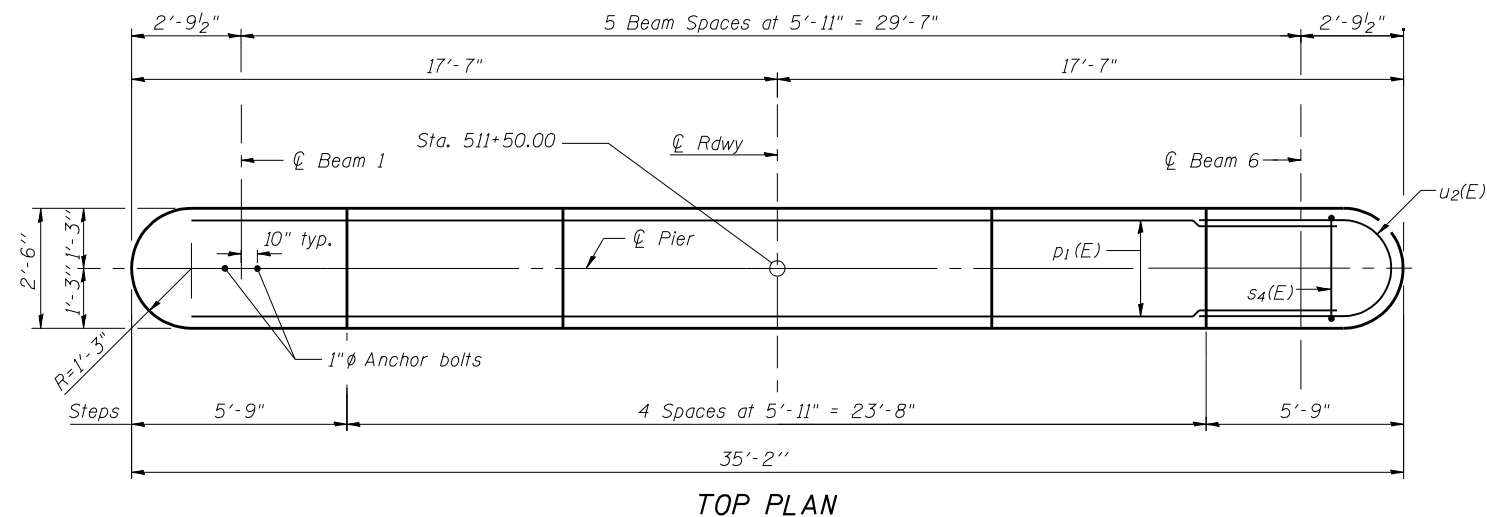 2'-9½" 5 Beam Spaces at 5'-11" = 29'-7" 2'-9½"
17'-7" 17'-7"
Sta. 511+50.00
℄ Rdwy
℄ Beam 1
℄ Beam 6
u₂(E)
10" typ.
℄ Pier
p₁(E)
s₄(E)
2'-6"
1'-3"
1'-3"
R=1'-3"
1"ϕ Anchor bolts
Steps 5'-9" 4 Spaces at 5'-11" = 23'-8" 5'-9"
35'-2"
TOP PLAN